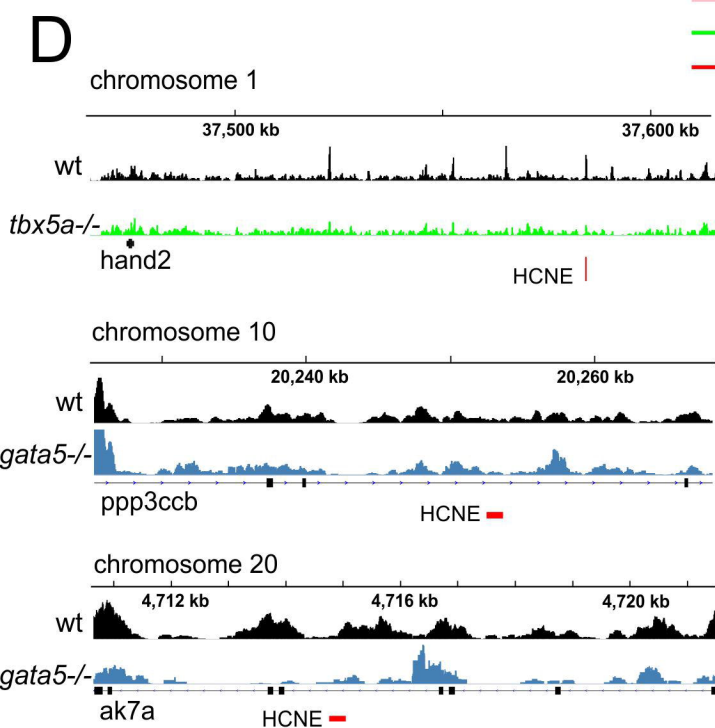 D
chromosome 1
37,500 kb 37,600 kb
wt
tbx5a-/-
hand2
HCNE
chromosome 10
20,240 kb 20,260 kb
wt
gata5-/-
ppp3ccb
HCNE
chromosome 20
4,712 kb 4,716 kb 4,720 kb
wt
gata5-/-
ak7a
HCNE